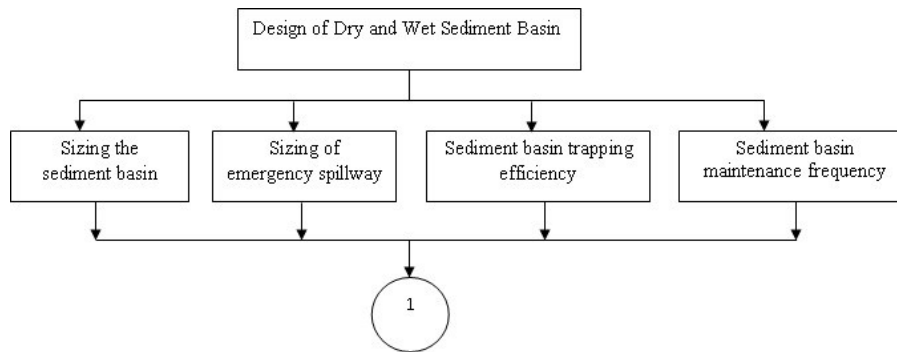 Design of Dry and Wet Sediment Basin
Sizing the
sediment basin
Sizing of
emergency spillway
Sediment basin trapping
efficiency
Sediment basin
maintenance frequency
1